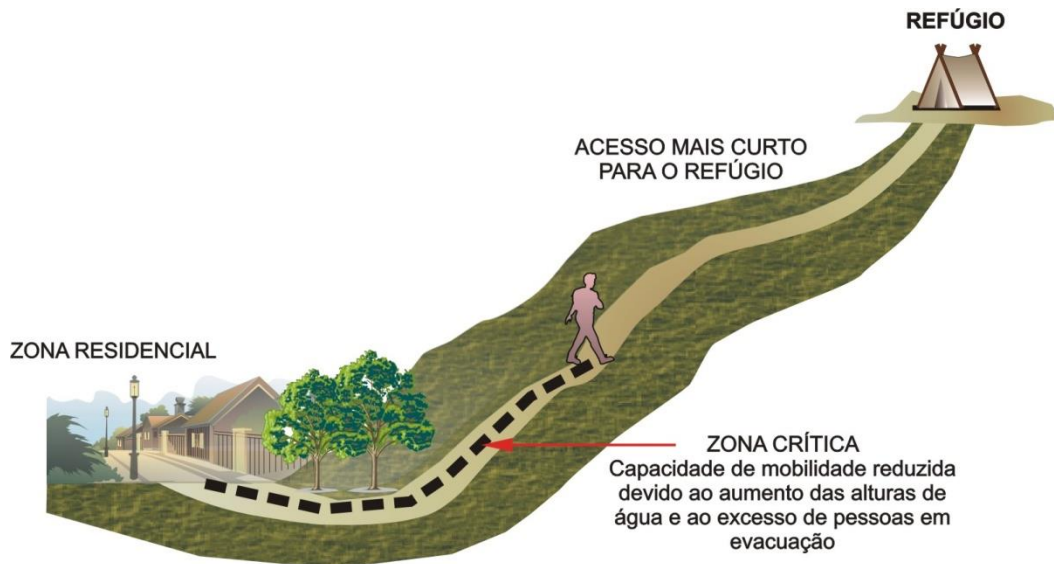 REFÚGIO
ACESSO MAIS CURTO
PARA O REFÚGIO
ZONA RESIDENCIAL
ZONA CRÍTICA
Capacidade de mobilidade reduzida
devido ao aumento das alturas de
água e ao excesso de pessoas em
evacuação